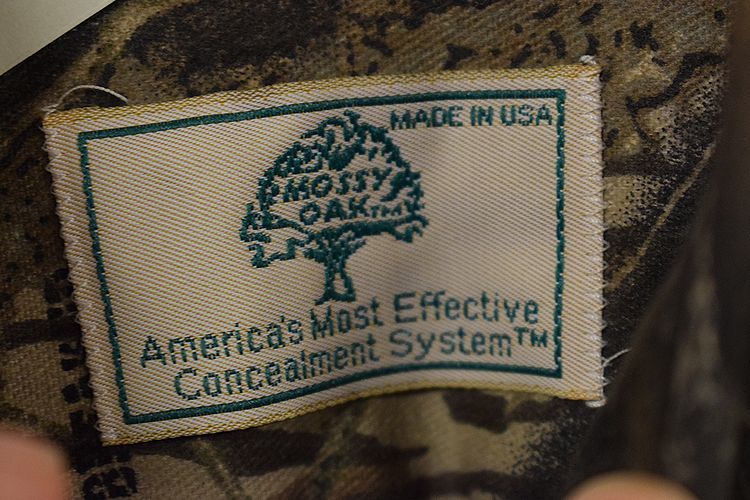 MADE IN USA
MOSSY
OAK™
America's Most Effective
Concealment System™